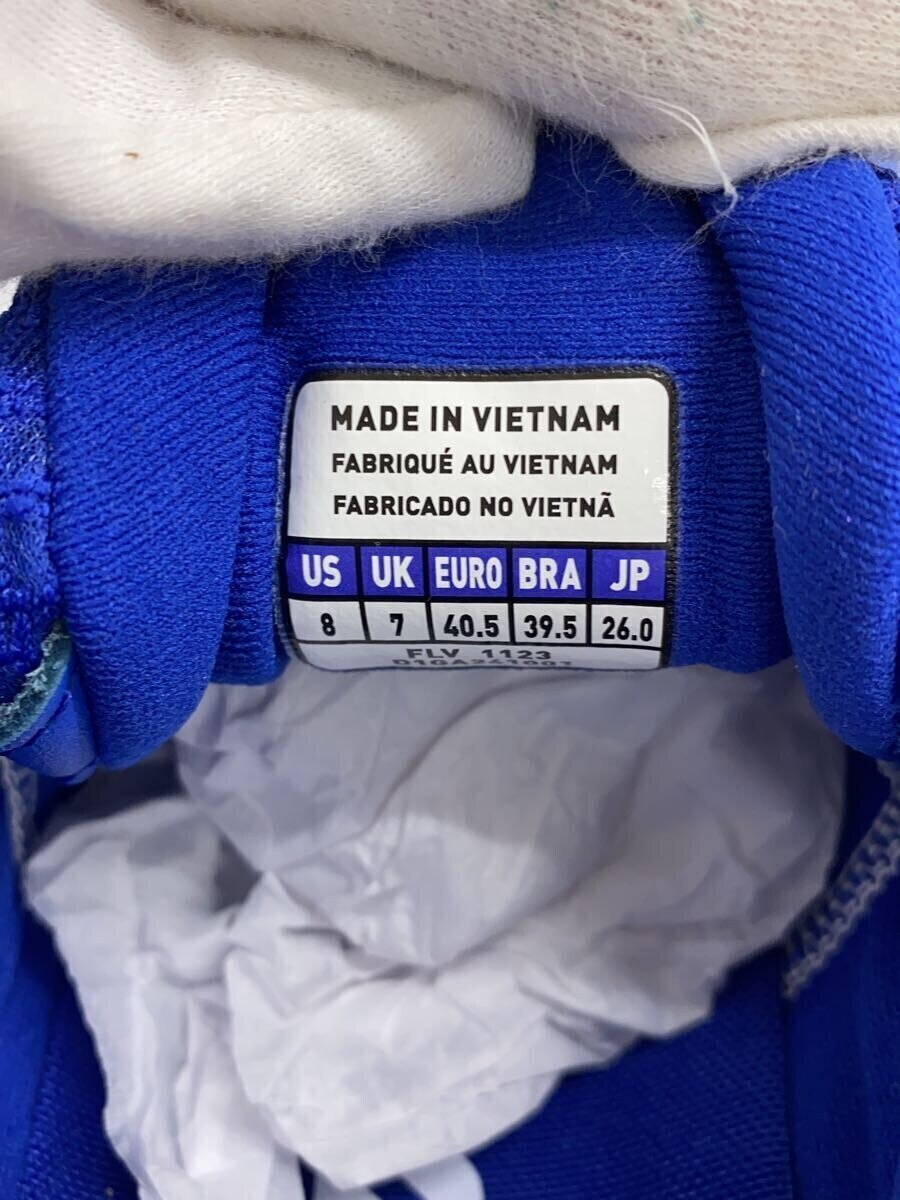 MADE IN VIETNAM
FABRIQUÉ AU VIETNAM
FABRICADO NO VIETNÃ
US UK EURO BRA JP
8 7 40.5 39.5 26.0
FLV 1123